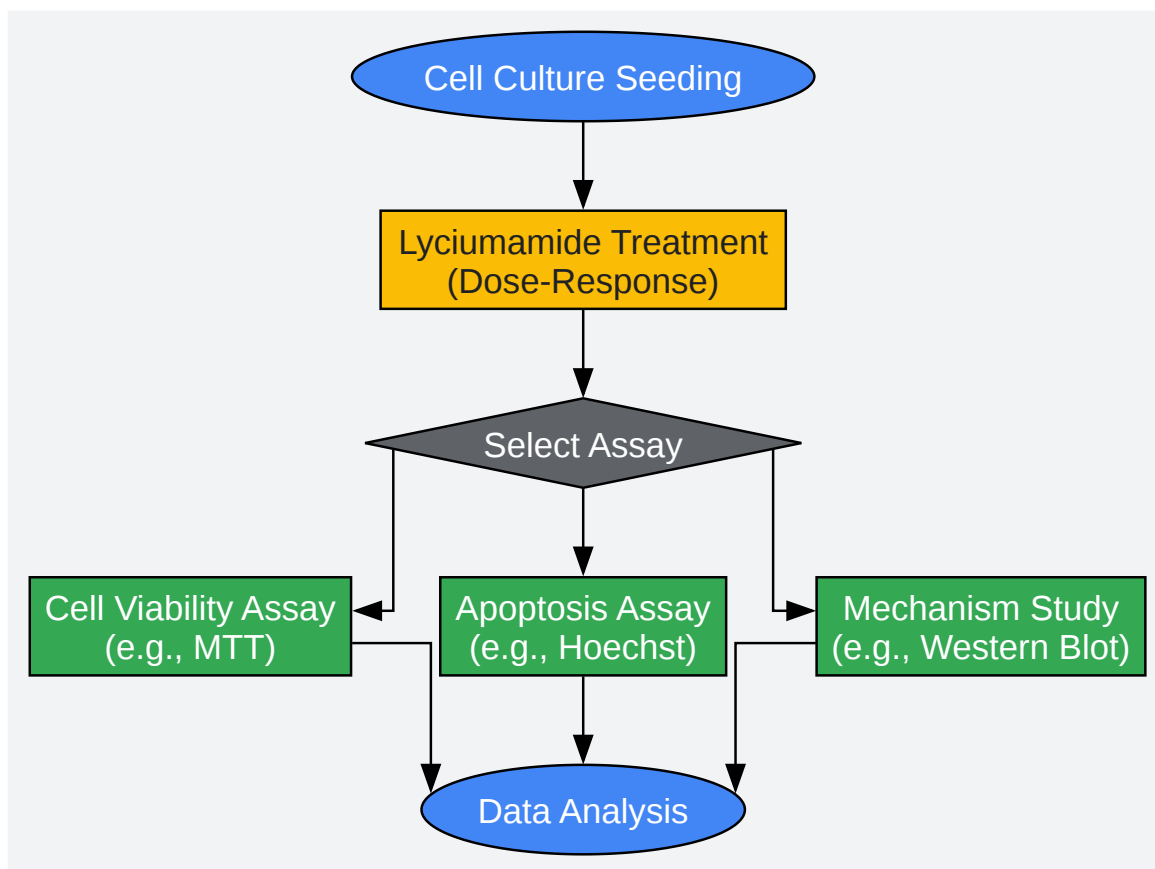 Cell Culture Seeding
Lyciumamide Treatment
(Dose-Response)
Select Assay
Cell Viability Assay
(e.g., MTT)
Apoptosis Assay
(e.g., Hoechst)
Mechanism Study
(e.g., Western Blot)
Data Analysis